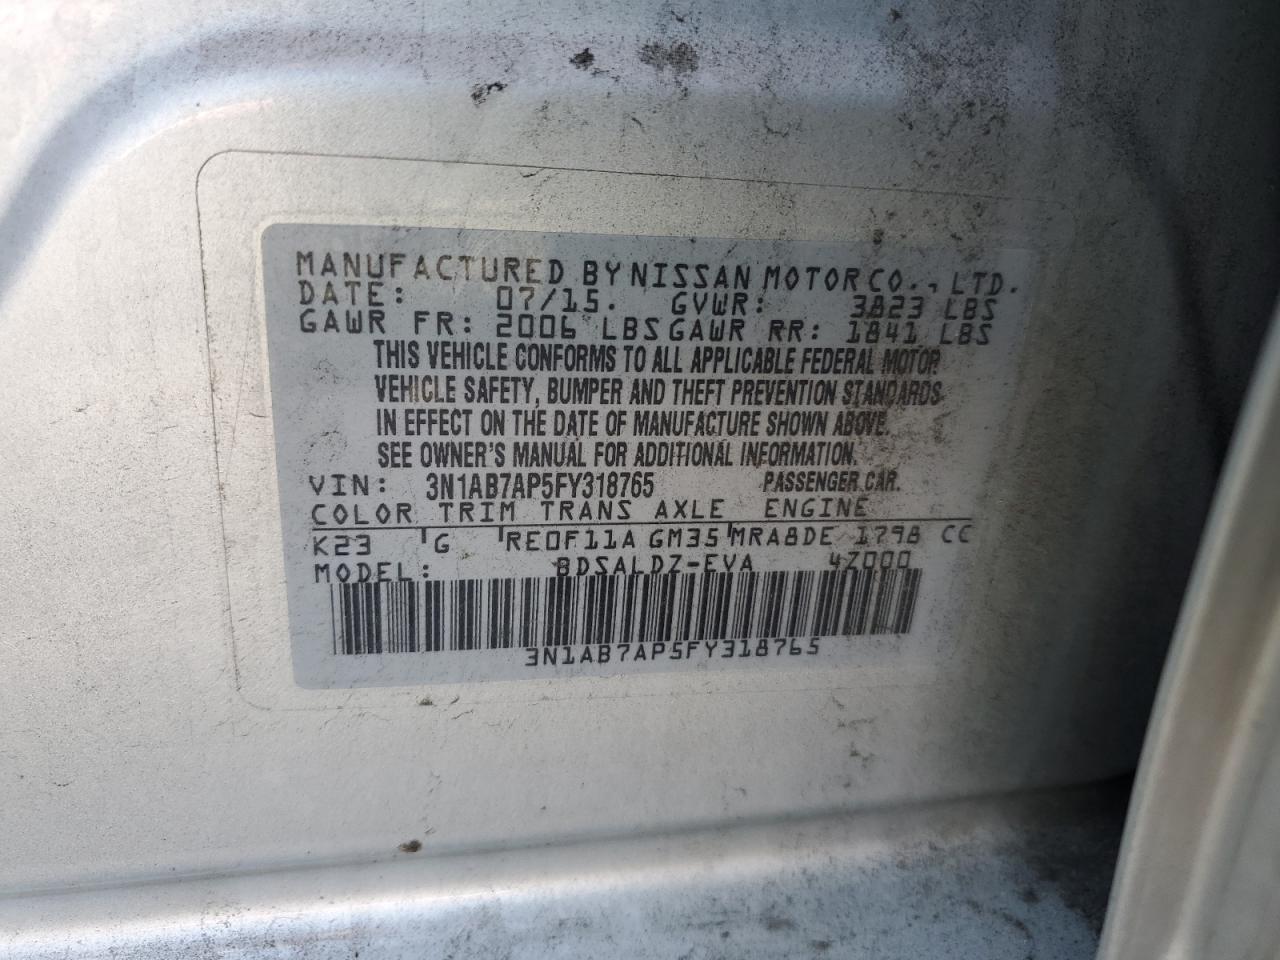 MANUFACTURED BY NISSAN MOTOR CO., LTD.
DATE: 07/15. GVWR: 3823 LBS
GAWR FR: 2006 LBS GAWR RR: 1841 LBS
THIS VEHICLE CONFORMS TO ALL APPLICABLE FEDERAL MOTOR
VEHICLE SAFETY, BUMPER AND THEFT PREVENTION STANDARDS
IN EFFECT ON THE DATE OF MANUFACTURE SHOWN ABOVE.
SEE OWNER'S MANUAL FOR ADDITIONAL INFORMATION.
VIN: 3N1AB7AP5FY318765 PASSENGER CAR.
COLOR TRIM TRANS AXLE ENGINE
K23 G RE0F11A GM35 MRA8DE 1798 CC
MODEL: BDSALDZ-EVA 4Z000
3N1AB7AP5FY318765